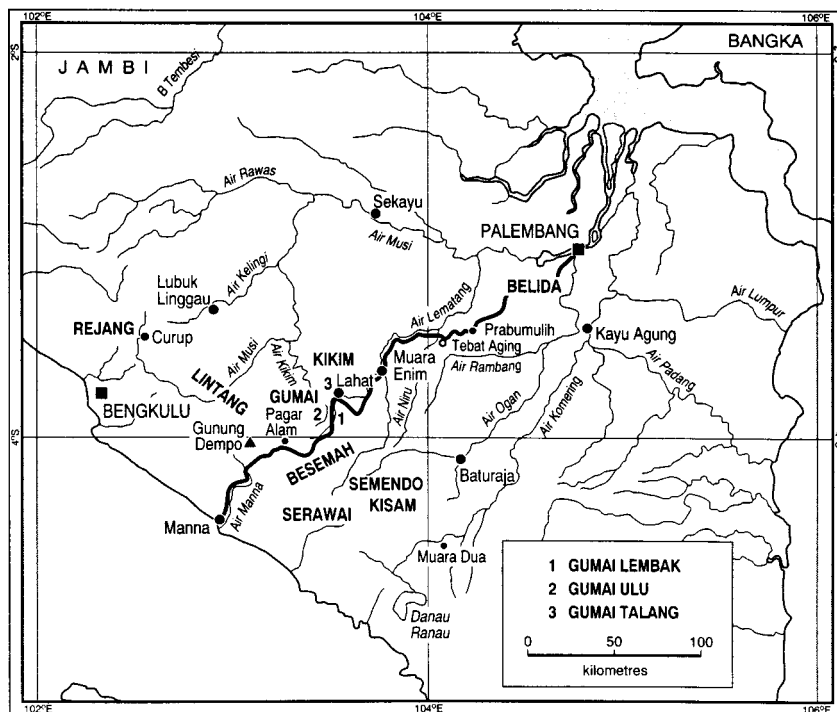 102°E
104°E
106°E
2°S
BANGKA
JAMBI
B Tembesi
Air Rawas
Sekayu
Air Musi
PALEMBANG
Lubuk
Linggau
Air Kelingi
BELIDA
Air Lematang
Air Lumpur
REJANG
Curup
Prabumulih
Kayu Agung
Tebat Aging
Air Musi
Air Kikim
KIKIM
Muara
Enim
Air Rambang
Air Padang
LINTANG
3 Lahat
BENGKULU
GUMAI
2
1
Air Niru
Air Ogan
Air Komering
Pagar
Alam
Gunung
Dempo
4°S
BESEMAH
SEMENDO
KISAM
Baturaja
Air Manna
SERAWAI
Manna
Muara Dua
Danau
Ranau
1 GUMAI LEMBAK
2 GUMAI ULU
3 GUMAI TALANG
0 50 100
kilometres
102°E
104°E
106°E